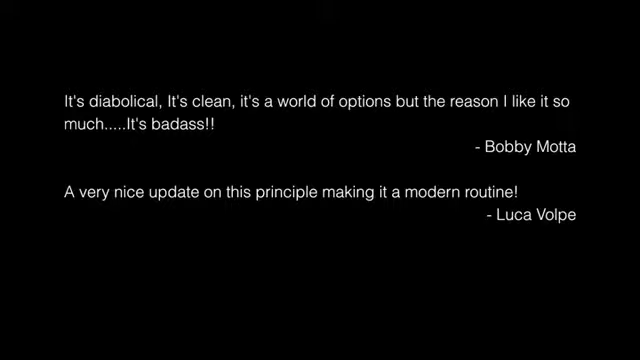 It's diabolical, It's clean, it's a world of options but the reason I like it so
much.....It's badass!!
- Bobby Motta
A very nice update on this principle making it a modern routine!
- Luca Volpe